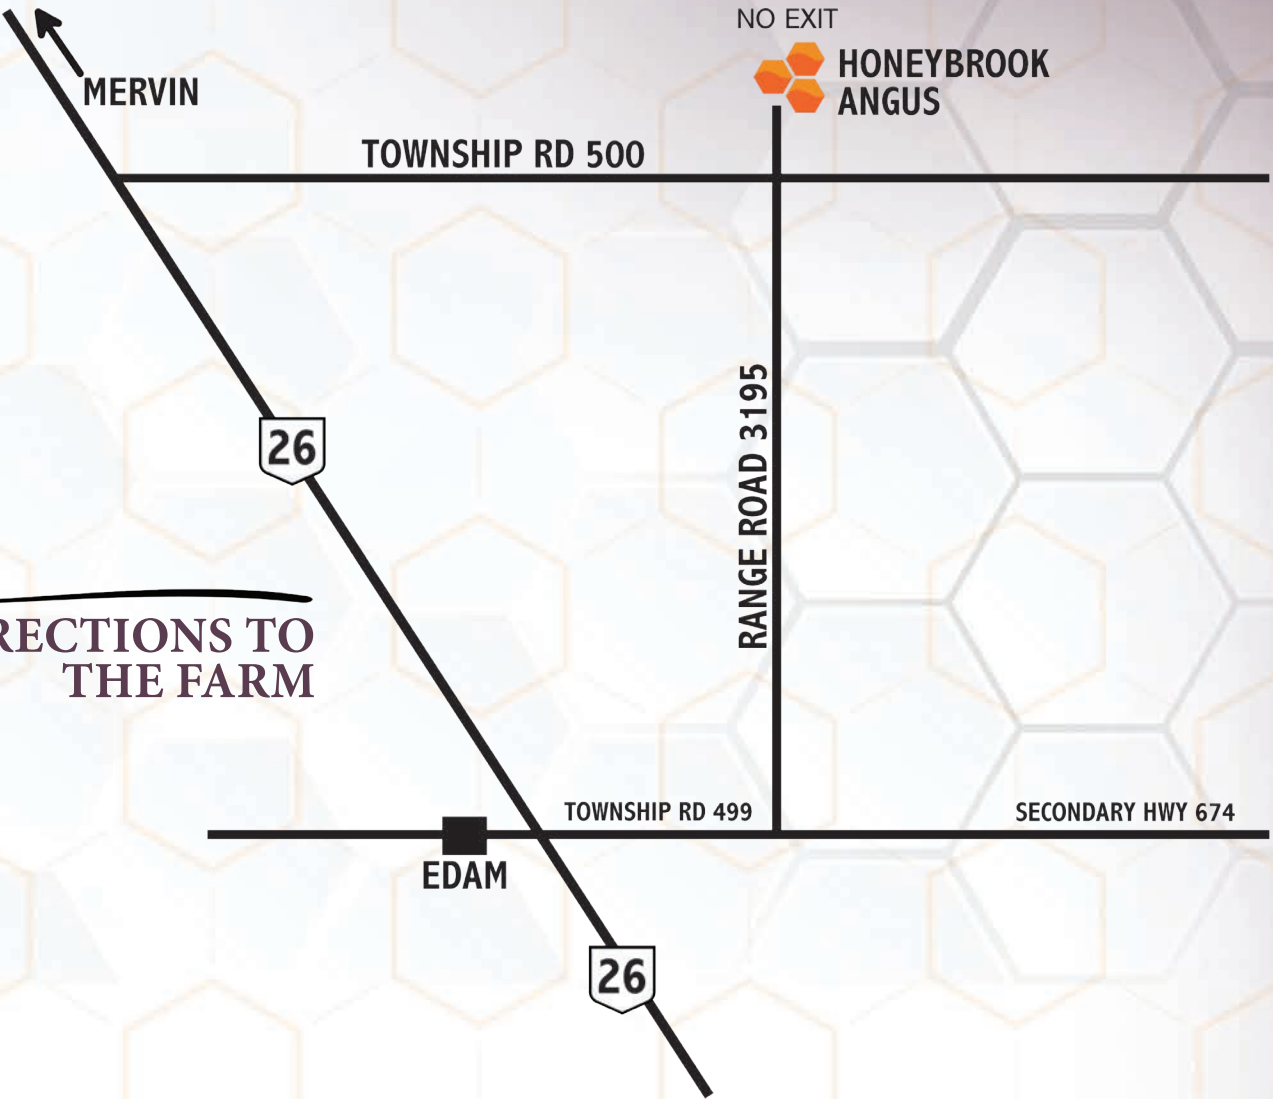 NO EXIT
HONEYBROOK
ANGUS
MERVIN
TOWNSHIP RD 500
26
RANGE ROAD 3195
RECTIONS TO
THE FARM
TOWNSHIP RD 499
SECONDARY HWY 674
EDAM
26